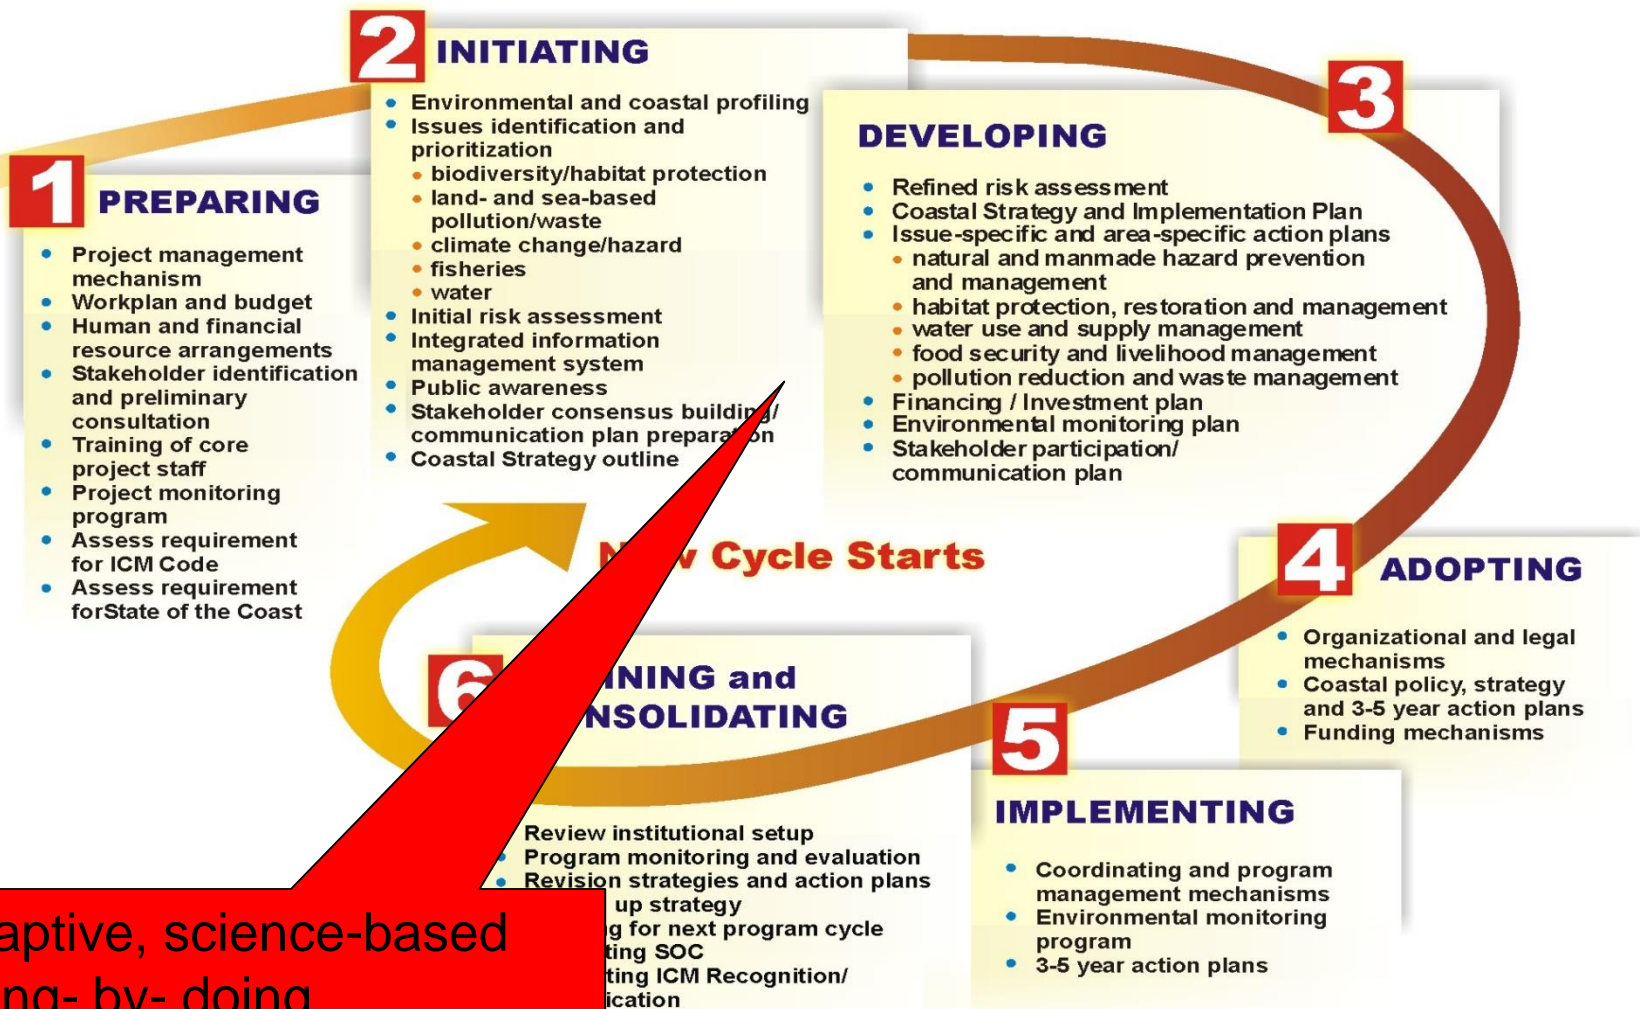 1
PREPARING
Project management
mechanism
Workplan and budget
Human and financial
resource arrangements
Stakeholder identification
and preliminary
consultation
Training of core
project staff
Project monitoring
program
Assess requirement
for ICM Code
Assess requirement
forState of the Coast
2
INITIATING
Environmental and coastal profiling
Issues identification and
prioritization
biodiversity/habitat protection
land- and sea-based
pollution/waste
climate change/hazard
fisheries
water
Initial risk assessment
Integrated information
management system
Public awareness
Stakeholder consensus building/
communication plan preparation
Coastal Strategy outline
3
DEVELOPING
Refined risk assessment
Coastal Strategy and Implementation Plan
Issue-specific and area-specific action plans
natural and manmade hazard prevention
and management
habitat protection, restoration and management
water use and supply management
food security and livelihood management
pollution reduction and waste management
Financing / Investment plan
Environmental monitoring plan
Stakeholder participation/
communication plan
Cycle Starts
4
ADOPTING
Organizational and legal
mechanisms
Coastal policy, strategy
and 3-5 year action plans
Funding mechanisms
5
IMPLEMENTING
Coordinating and program
management mechanisms
Environmental monitoring
program
3-5 year action plans
6
and
Review institutional setup
Program monitoring and evaluation
Revision strategies and action plans
up strategy
for next program cycle
SOC
ICM Recognition/
science-based
by- doing